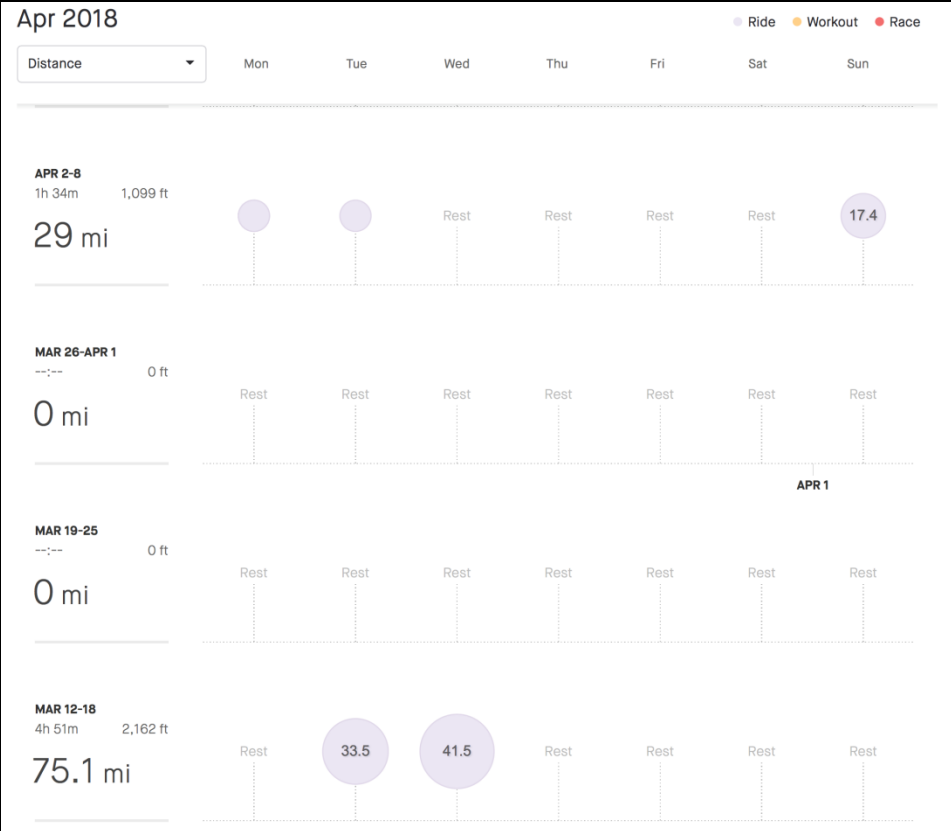 Apr 2018
Ride Workout Race
Distance Mon Tue Wed Thu Fri Sat Sun
APR 2-8
1h 34m 1,099 ft
29 mi
Rest Rest Rest Rest 17.4
MAR 26-APR 1
--:-- 0 ft
0 mi
Rest Rest Rest Rest Rest Rest Rest
APR 1
MAR 19-25
--:-- 0 ft
0 mi
Rest Rest Rest Rest Rest Rest Rest
MAR 12-18
4h 51m 2,162 ft
75.1 mi
Rest 33.5 41.5 Rest Rest Rest Rest